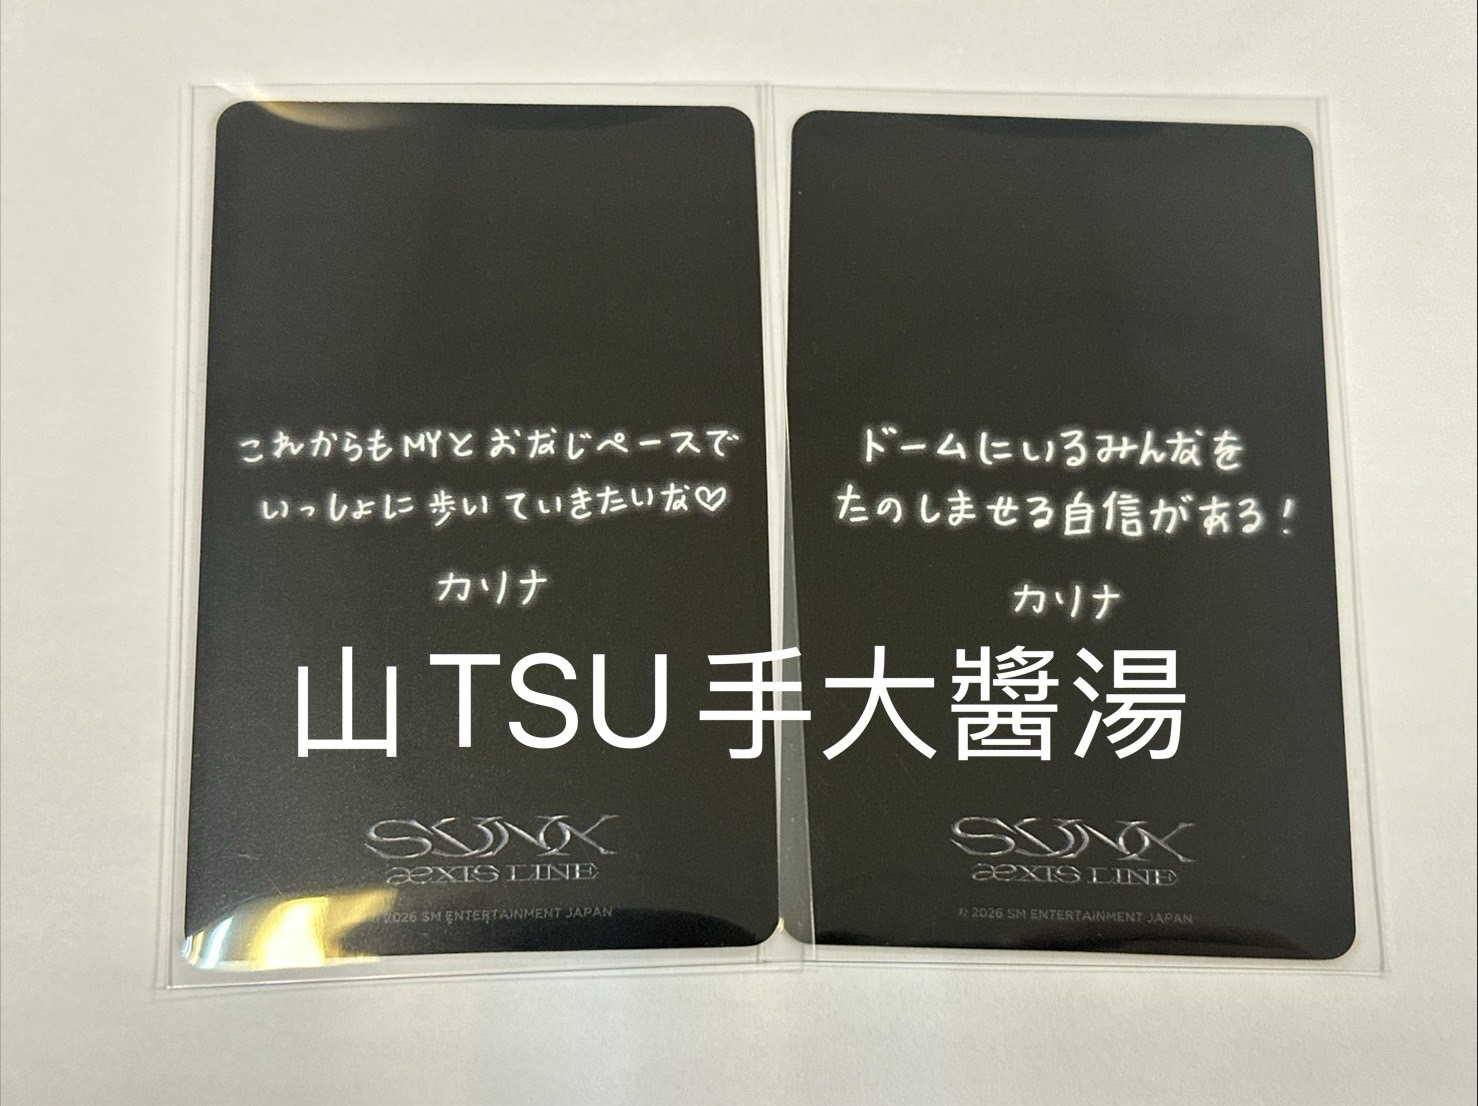 これからもMYとおなじペースで
いっしょに歩いていきたいな♡
カリナ
SYNK
aeXIS LINE
℗ 2026 SM ENTERTAINMENT JAPAN
ドームにいるみんなを
たのしませる自信がある!
カリナ
SYNK
aeXIS LINE
℗ 2026 SM ENTERTAINMENT JAPAN
山TSU手大醬湯